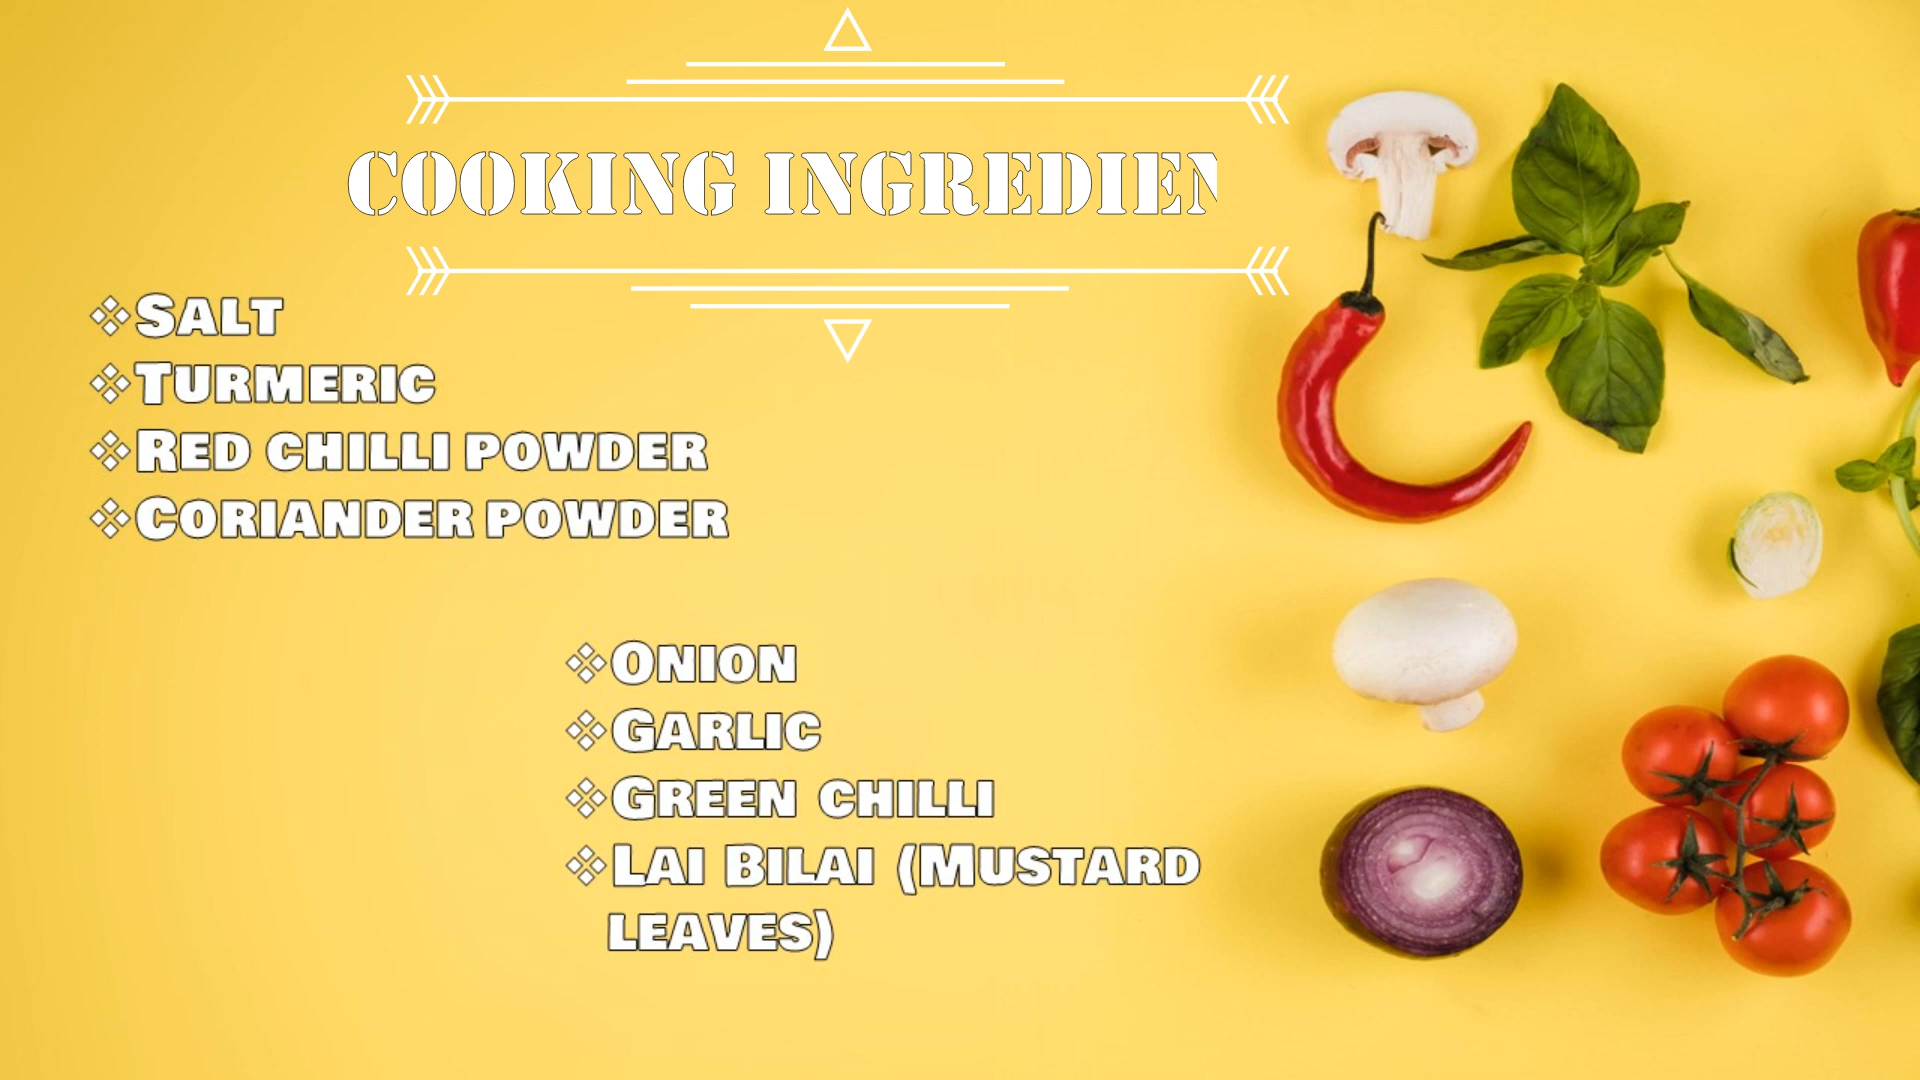 COOKING INGREDIEN
❖SALT
❖TURMERIC
❖RED CHILLI POWDER
❖CORIANDER POWDER
❖ONION
❖GARLIC
❖GREEN CHILLI
❖LAI BILAI (MUSTARD
LEAVES)